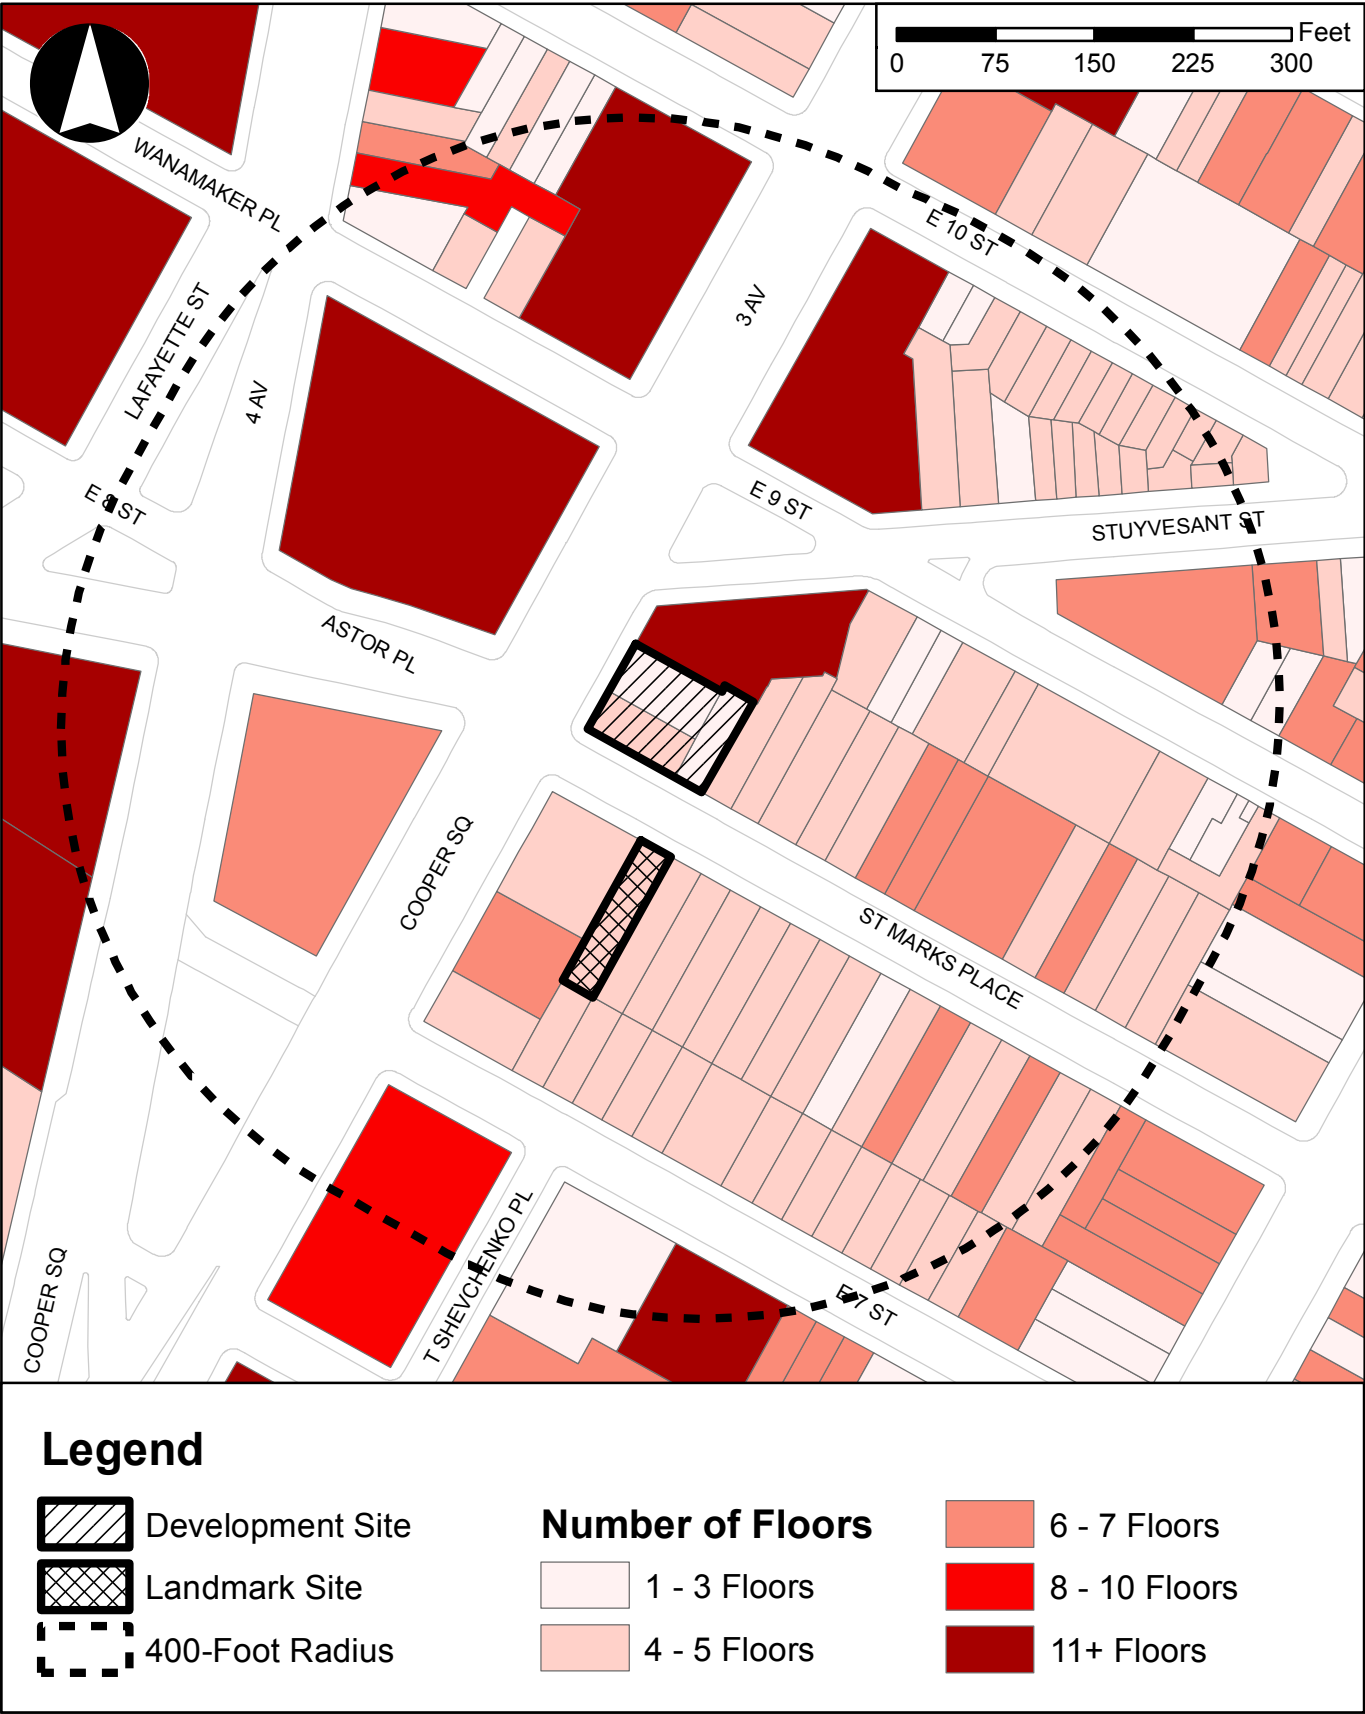 Feet
0 75 150 225 300
WANAMAKER PL
E 10 ST
3 AV
LAFAYETTE ST
4 AV
E 8 ST
E 9 ST
STUYVESANT ST
ASTOR PL
COOPER SQ
ST MARKS PLACE
T SHEVCHENKO PL
COOPER SQ
E 7 ST
Legend
Development Site
Landmark Site
400-Foot Radius
Number of Floors
1 - 3 Floors
4 - 5 Floors
6 - 7 Floors
8 - 10 Floors
11+ Floors